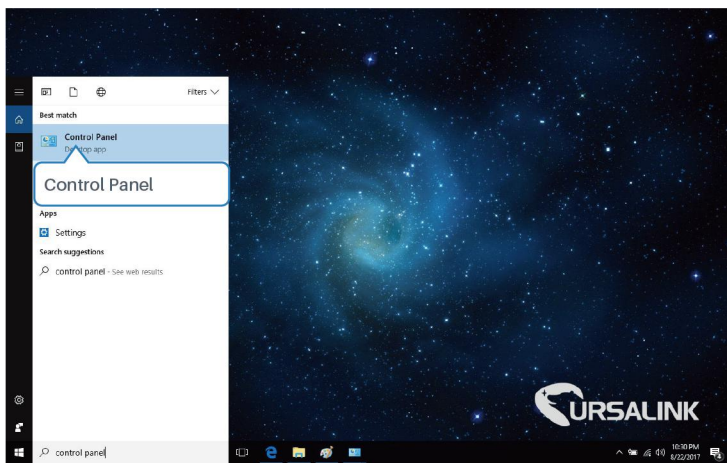 Filters
Best match
Control Panel
Desktop app
Control Panel
Apps
Settings
Search suggestions
control panel - See web results
URSALINK
control panel
10:30 PM
8/22/2017